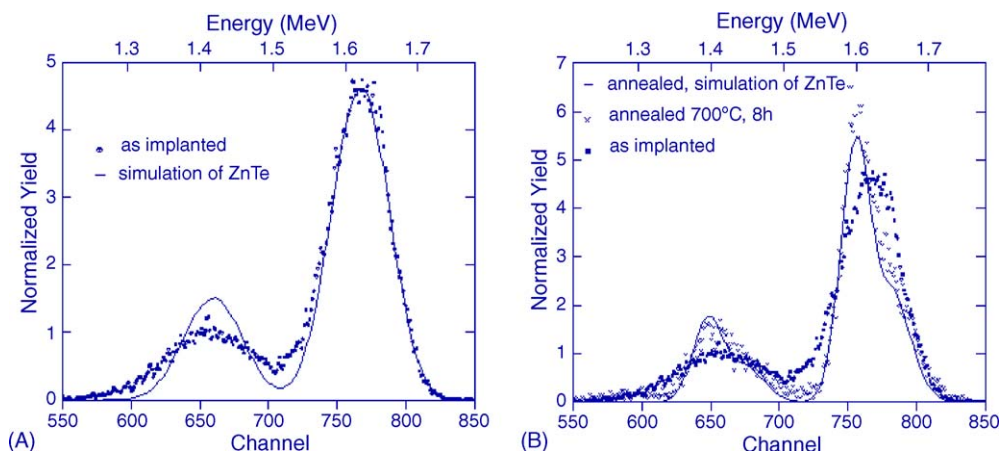 Energy (MeV)
1.3 1.4 1.5 1.6 1.7
5
4
3
2
1
0
Normalized Yield
as implanted
simulation of ZnTe
550 600 650 700 750 800 850
Channel
(A)
Energy (MeV)
1.3 1.4 1.5 1.6 1.7
7
6
5
4
3
2
1
0
Normalized Yield
annealed, simulation of ZnTe
annealed 700ºC, 8h
as implanted
550 600 650 700 750 800 850
Channel
(B)